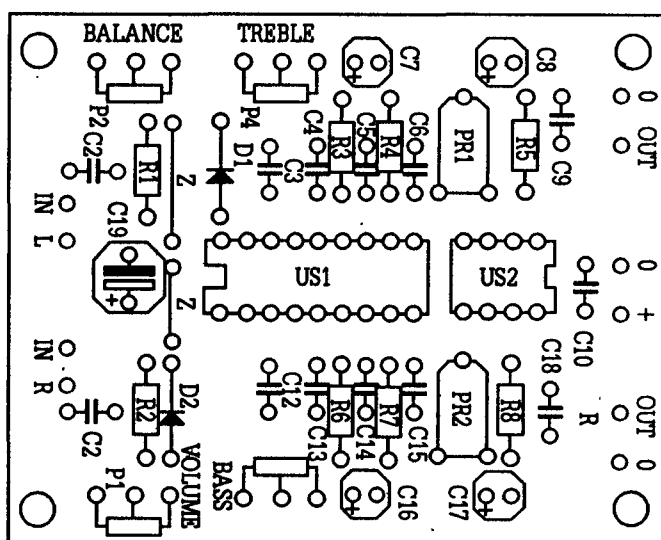 BALANCE TREBLE
C7 C8
P2 P4
O OUT
C2 R1 Z D1 C3 C4 R3 C5 R4 C6 PR1 R5 C9
IN L
C19
+
US1 US2
O +
Z
C10
IN R
C2 R2 D2 C12 C13 R6 C14 R7 C15 PR2 R8 C18
R OUT O
VOLUME BASS
P1
C16 C17
+ +